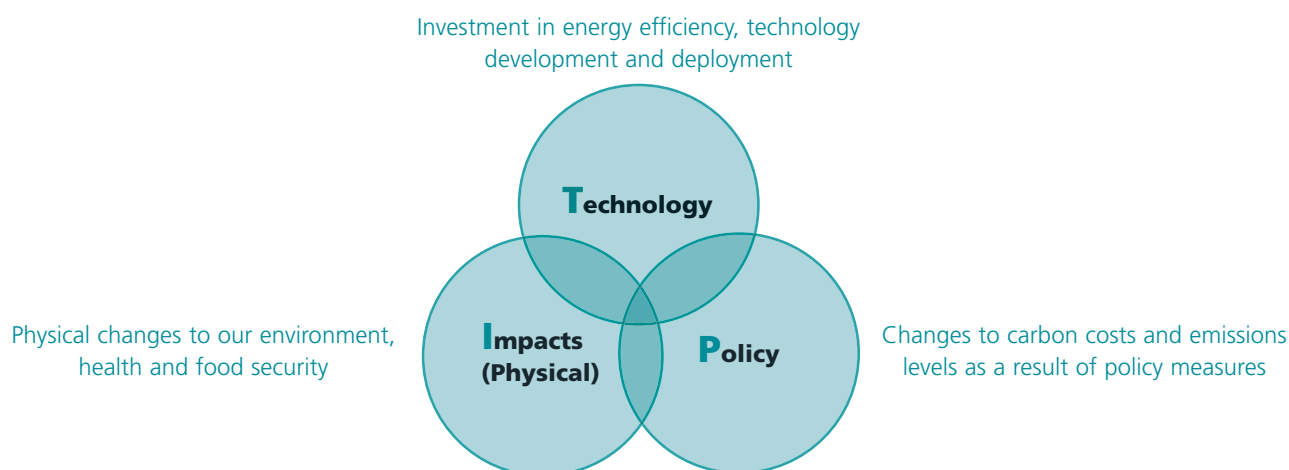 Investment in energy efficiency, technology
development and deployment
Technology
Physical changes to our environment,
health and food security
Impacts
(Physical)
Policy
Changes to carbon costs and emissions
levels as a result of policy measures